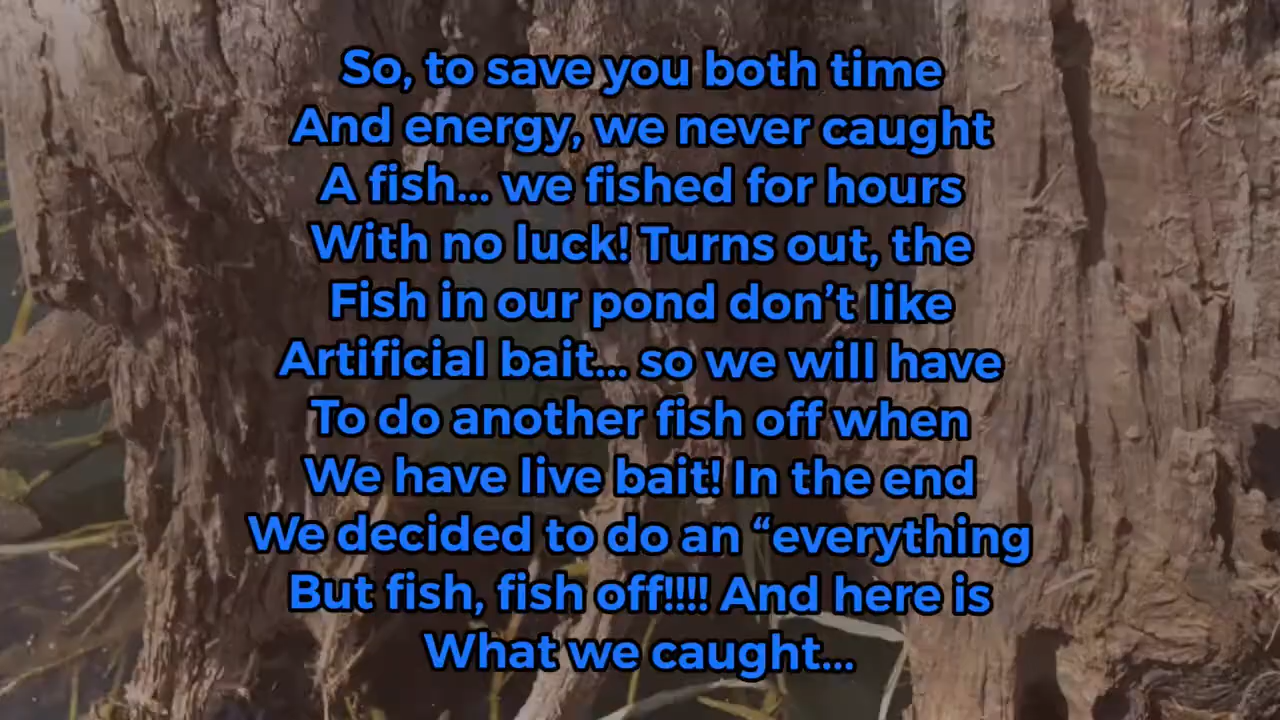 So, to save you both time
And energy, we never caught
A fish... we fished for hours
With no luck! Turns out, the
Fish in our pond don’t like
Artificial bait... so we will have
To do another fish off when
We have live bait! In the end
We decided to do an “everything
But fish, fish off!!!! And here is
What we caught...